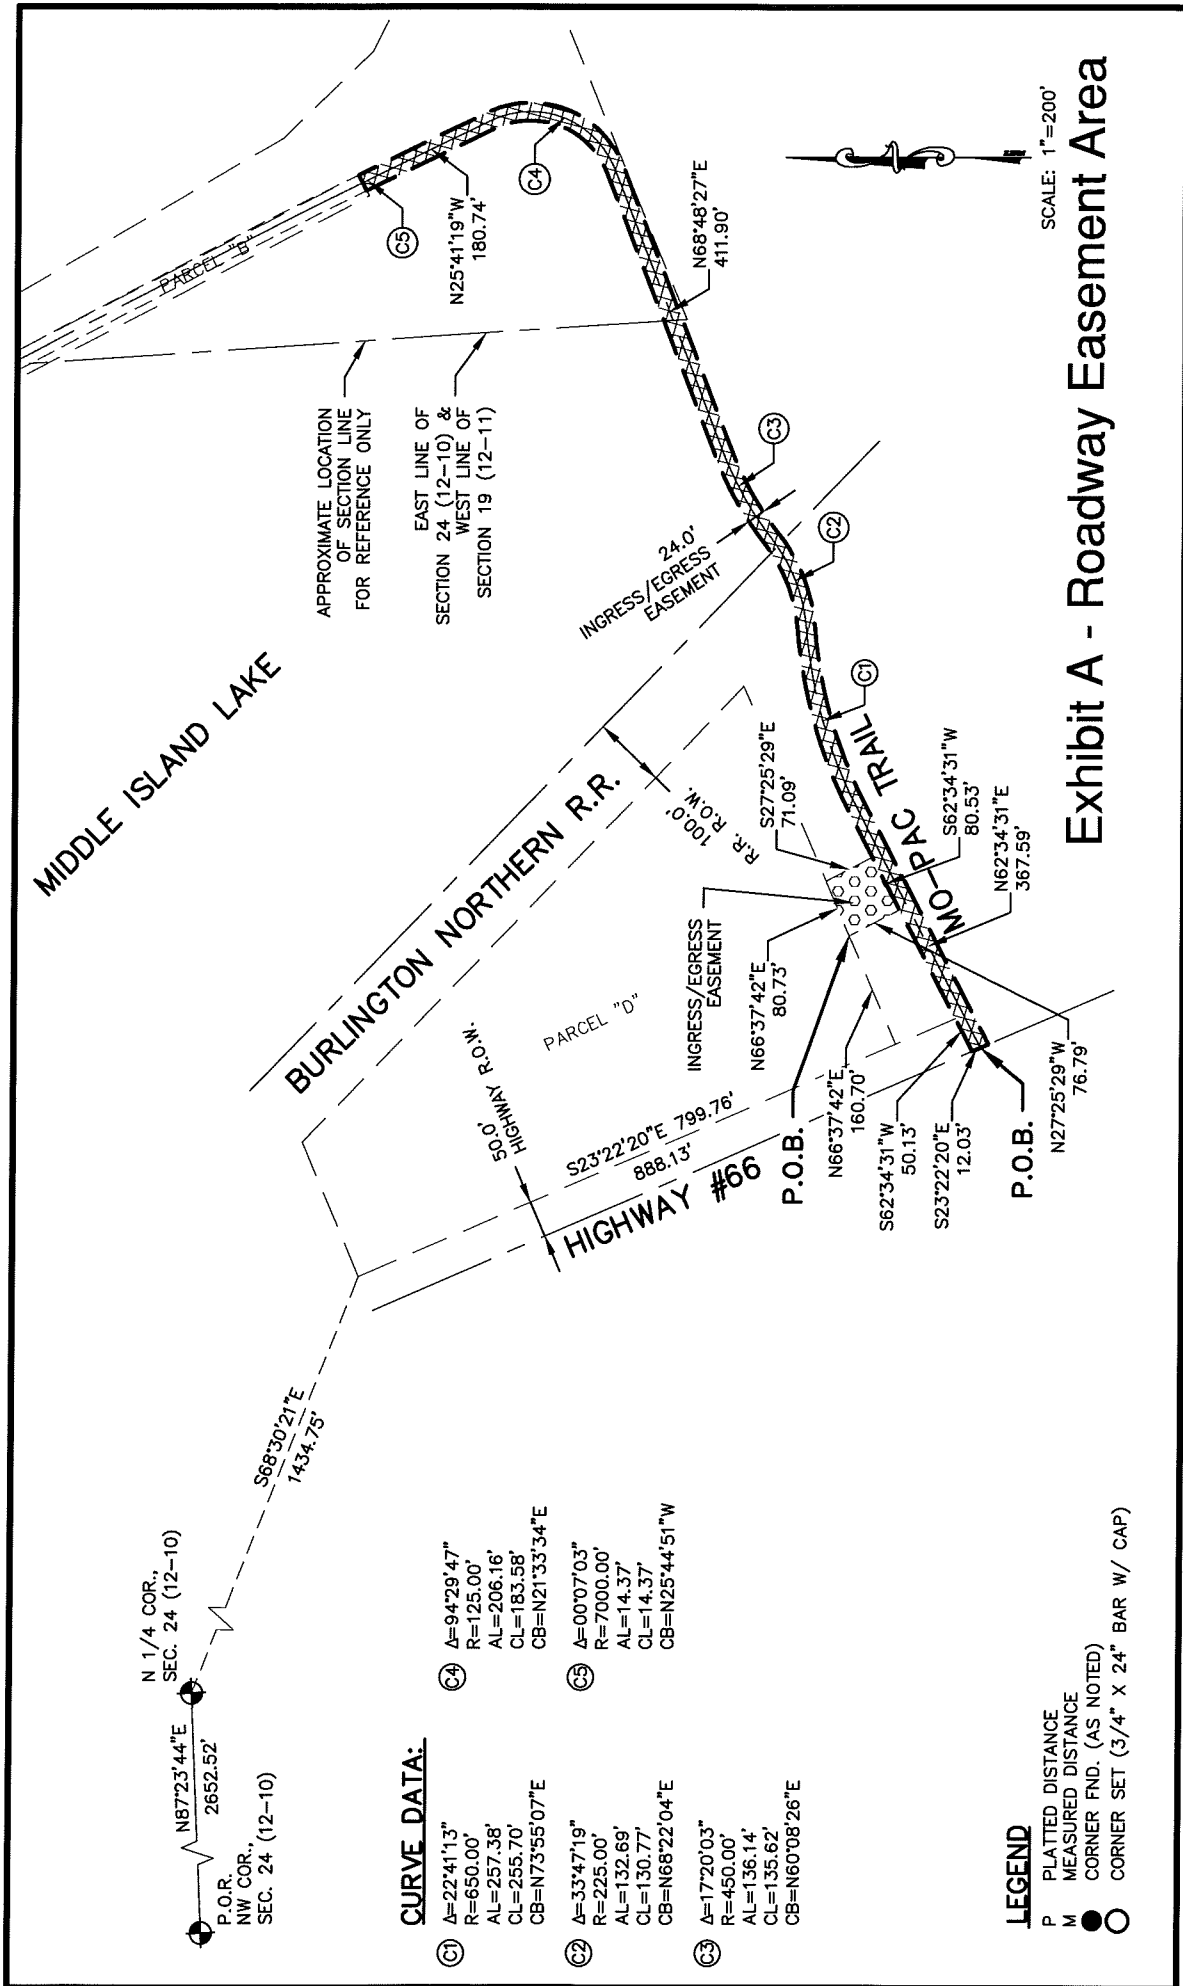 N 1/4 COR.,
SEC. 24 (12-10)
N87°23'44"E
2652.52'
P.O.R.
NW COR.,
SEC. 24 (12-10)
S68°30'21"E
1434.75'
MIDDLE ISLAND LAKE
BURLINGTON NORTHERN R.R.
100.0'
R.R. R.O.W.
50.0'
HIGHWAY R.O.W.
PARCEL "D"
S23°22'20"E 799.76'
888.13'
HIGHWAY #66
APPROXIMATE LOCATION
OF SECTION LINE
FOR REFERENCE ONLY
EAST LINE OF
SECTION 24 (12-10) &
WEST LINE OF
SECTION 19 (12-11)
PARCEL "B"
C5
N25°41'19"W
180.74'
C4
N68°48'27"E
411.90'
24.0'
INGRESS/EGRESS
EASEMENT
C3
C2
C1
MO-PAC TRAIL
S27°25'29"E
71.09'
INGRESS/EGRESS
EASEMENT
N66°37'42"E
80.73'
P.O.B.
N66°37'42"E
160.70'
S62°34'31"W
50.13'
S23°22'20"E
12.03'
P.O.B.
S62°34'31"W
80.53'
N62°34'31"E
367.59'
N27°25'29"W
76.79'
CURVE DATA:
C1 Δ=22°41'13"
R=650.00'
AL=257.38'
CL=255.70'
CB=N73°55'07"E
C2 Δ=33°47'19"
R=225.00'
AL=132.69'
CL=130.77'
CB=N68°22'04"E
C3 Δ=17°20'03"
R=450.00'
AL=136.14'
CL=135.62'
CB=N60°08'26"E
C4 Δ=94°29'47"
R=125.00'
AL=206.16'
CL=183.58'
CB=N21°33'34"E
C5 Δ=00°07'03"
R=7000.00'
AL=14.37'
CL=14.37'
CB=N25°44'51"W
LEGEND
P PLATTED DISTANCE
M MEASURED DISTANCE
CORNER FND. (AS NOTED)
CORNER SET (3/4" X 24" BAR W/ CAP)
SCALE: 1"=200'
Exhibit A - Roadway Easement Area